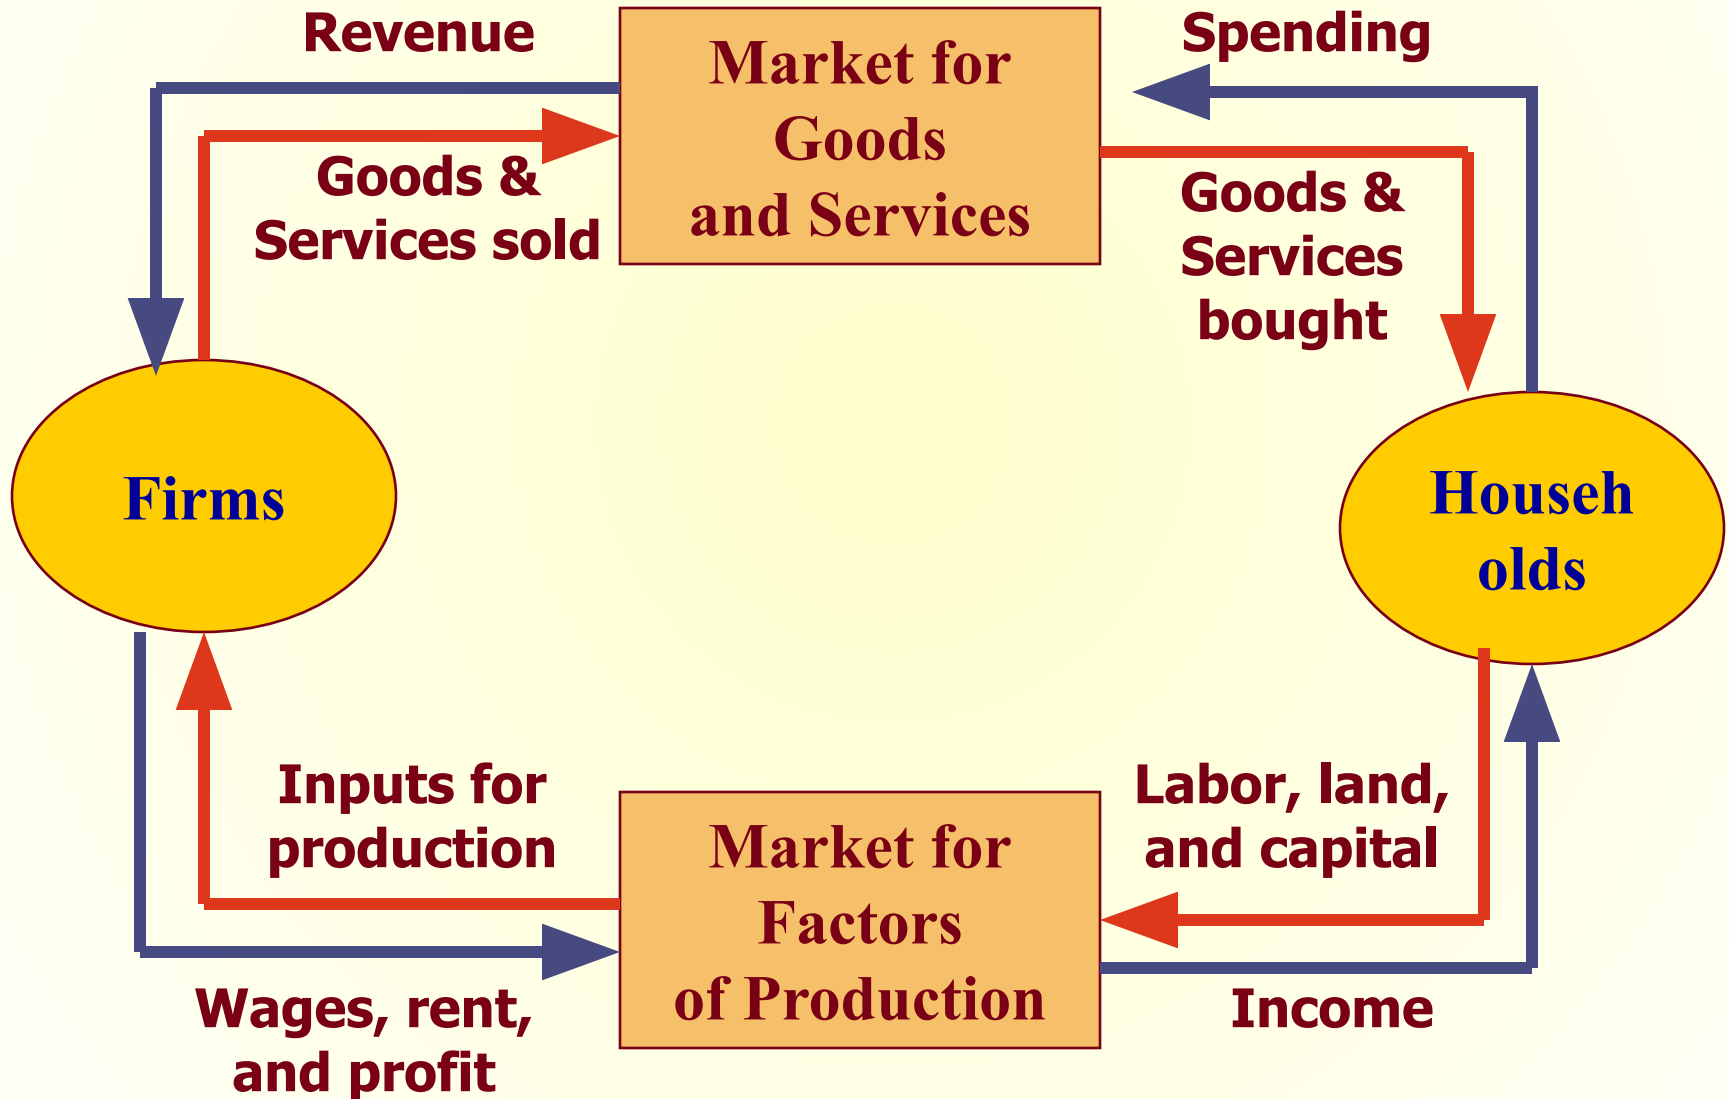 Revenue
Market for
Goods
and Services
Spending
Goods &
Services sold
Goods &
Services
bought
Firms
Househ
olds
Inputs for
production
Market for
Factors
of Production
Labor, land,
and capital
Wages, rent,
and profit
Income